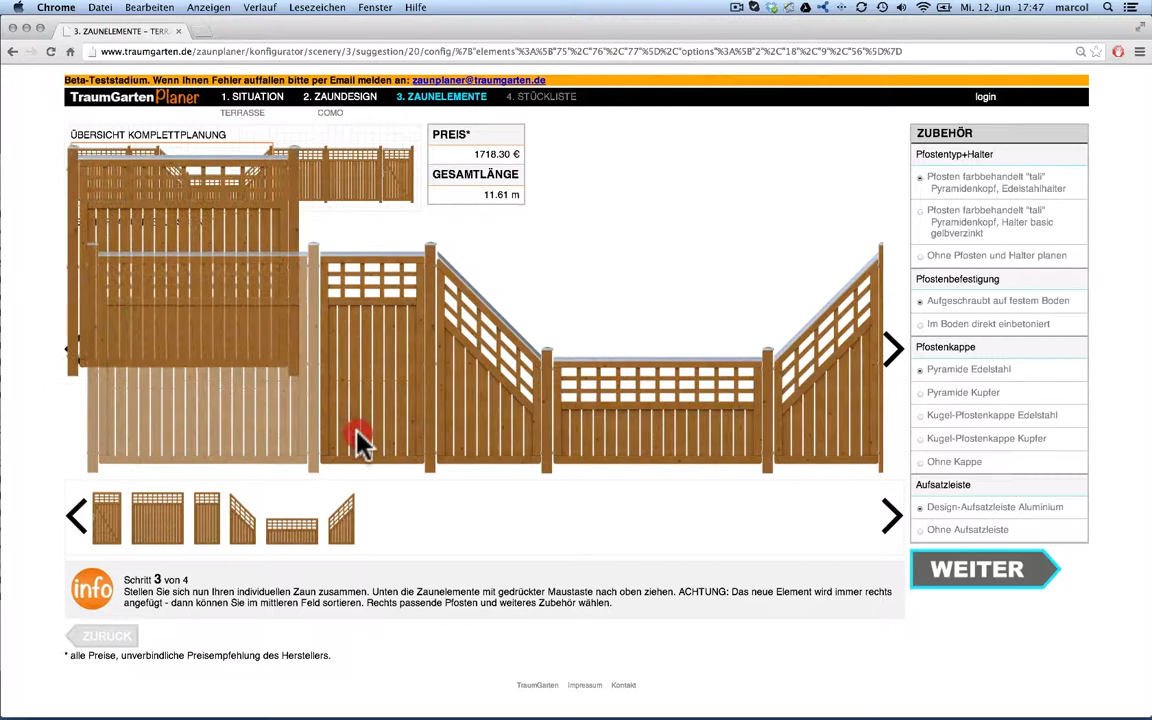 Chrome Datei Bearbeiten Anzeigen Verlauf Lesezeichen Fenster Hilfe Mi. 12. Jun 17:47 marcol
3. ZAUNELEMENTE – TERR
www.traumgarten.de/zaunplaner/konfigurator/scenery/3/suggestion/20/config/%7B"elements"%3A%5B"75"%2C"76"%2C"77"%5D%2C"options"%3A%5B"2"%2C"18"%2C"9"%2C"56"%5D%7D
Beta-Teststadium. Wenn Ihnen Fehler auffallen bitte per Email melden an: zaunplaner@traumgarten.de
TraumGarten Planer 1. SITUATION 2. ZAUNDESIGN 3. ZAUNELEMENTE 4. STÜCKLISTE login
TERRASSE COMO
ÜBERSICHT KOMPLETTPLANUNG
PREIS*
1718.30 €
GESAMTLÄNGE
11.61 m
ZUBEHÖR
Pfostentyp+Halter
Pfosten farbbehandelt "tali"
Pyramidenkopf, Edelstahlhalter
Pfosten farbbehandelt "tali"
Pyramidenkopf, Halter basic
gelbverzinkt
Ohne Pfosten und Halter planen
Pfostenbefestigung
Aufgeschraubt auf festem Boden
Im Boden direkt einbetoniert
Pfostenkappe
Pyramide Edelstahl
Pyramide Kupfer
Kugel-Pfostenkappe Edelstahl
Kugel-Pfostenkappe Kupfer
Ohne Kappe
Aufsatzleiste
Design-Aufsatzleiste Aluminium
Ohne Aufsatzleiste
WEITER
info
Schritt 3 von 4
Stellen Sie sich nun Ihren individuellen Zaun zusammen. Unten die Zaunelemente mit gedrückter Maustaste nach oben ziehen. ACHTUNG: Das neue Element wird immer rechts
angefügt - dann können Sie im mittleren Feld sortieren. Rechts passende Pfosten und weiteres Zubehör wählen.
ZURÜCK
* alle Preise, unverbindliche Preisempfehlung des Herstellers.
TraumGarten Impressum Kontakt